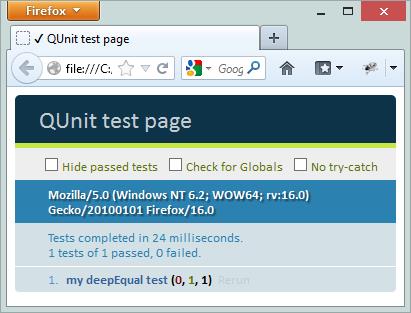 Firefox
✓ QUnit test page
file:///C:
Goog
QUnit test page
Hide passed tests Check for Globals No try-catch
Mozilla/5.0 (Windows NT 6.2; WOW64; rv:16.0)
Gecko/20100101 Firefox/16.0
Tests completed in 24 milliseconds.
1 tests of 1 passed, 0 failed.
1. my deepEqual test (0, 1, 1) Rerun